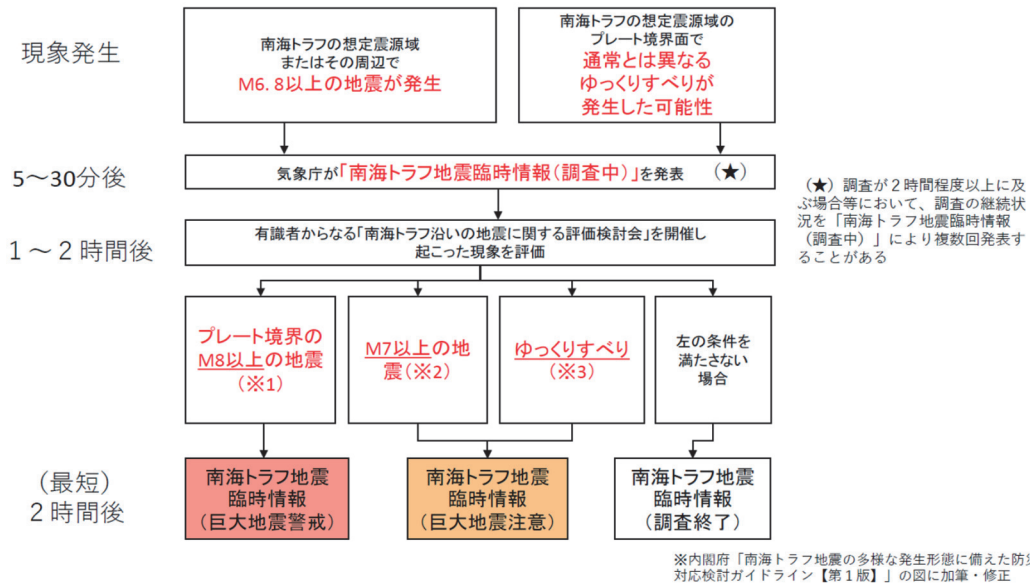 現象発生
南海トラフの想定震源域
またはその周辺で
M6.8以上の地震が発生
南海トラフの想定震源域の
プレート境界面で
通常とは異なる
ゆっくりすべりが
発生した可能性
5〜30分後
気象庁が「南海トラフ地震臨時情報(調査中)」を発表 (★)
(★)調査が2時間程度以上に及
ぶ場合等において、調査の継続状
況を「南海トラフ地震臨時情報
(調査中)」により複数回発表す
ることがある
1〜2時間後
有識者からなる「南海トラフ沿いの地震に関する評価検討会」を開催し
起こった現象を評価
プレート境界の
M8以上の地震
(※1)
M7以上の地
震(※2)
ゆっくりすべり
(※3)
左の条件を
満たさない
場合
(最短)
2時間後
南海トラフ地震
臨時情報
(巨大地震警戒)
南海トラフ地震
臨時情報
(巨大地震注意)
南海トラフ地震
臨時情報
(調査終了)
※内閣府「南海トラフ地震の多様な発生形態に備えた防災
対応検討ガイドライン【第1版】」の図に加筆・修正